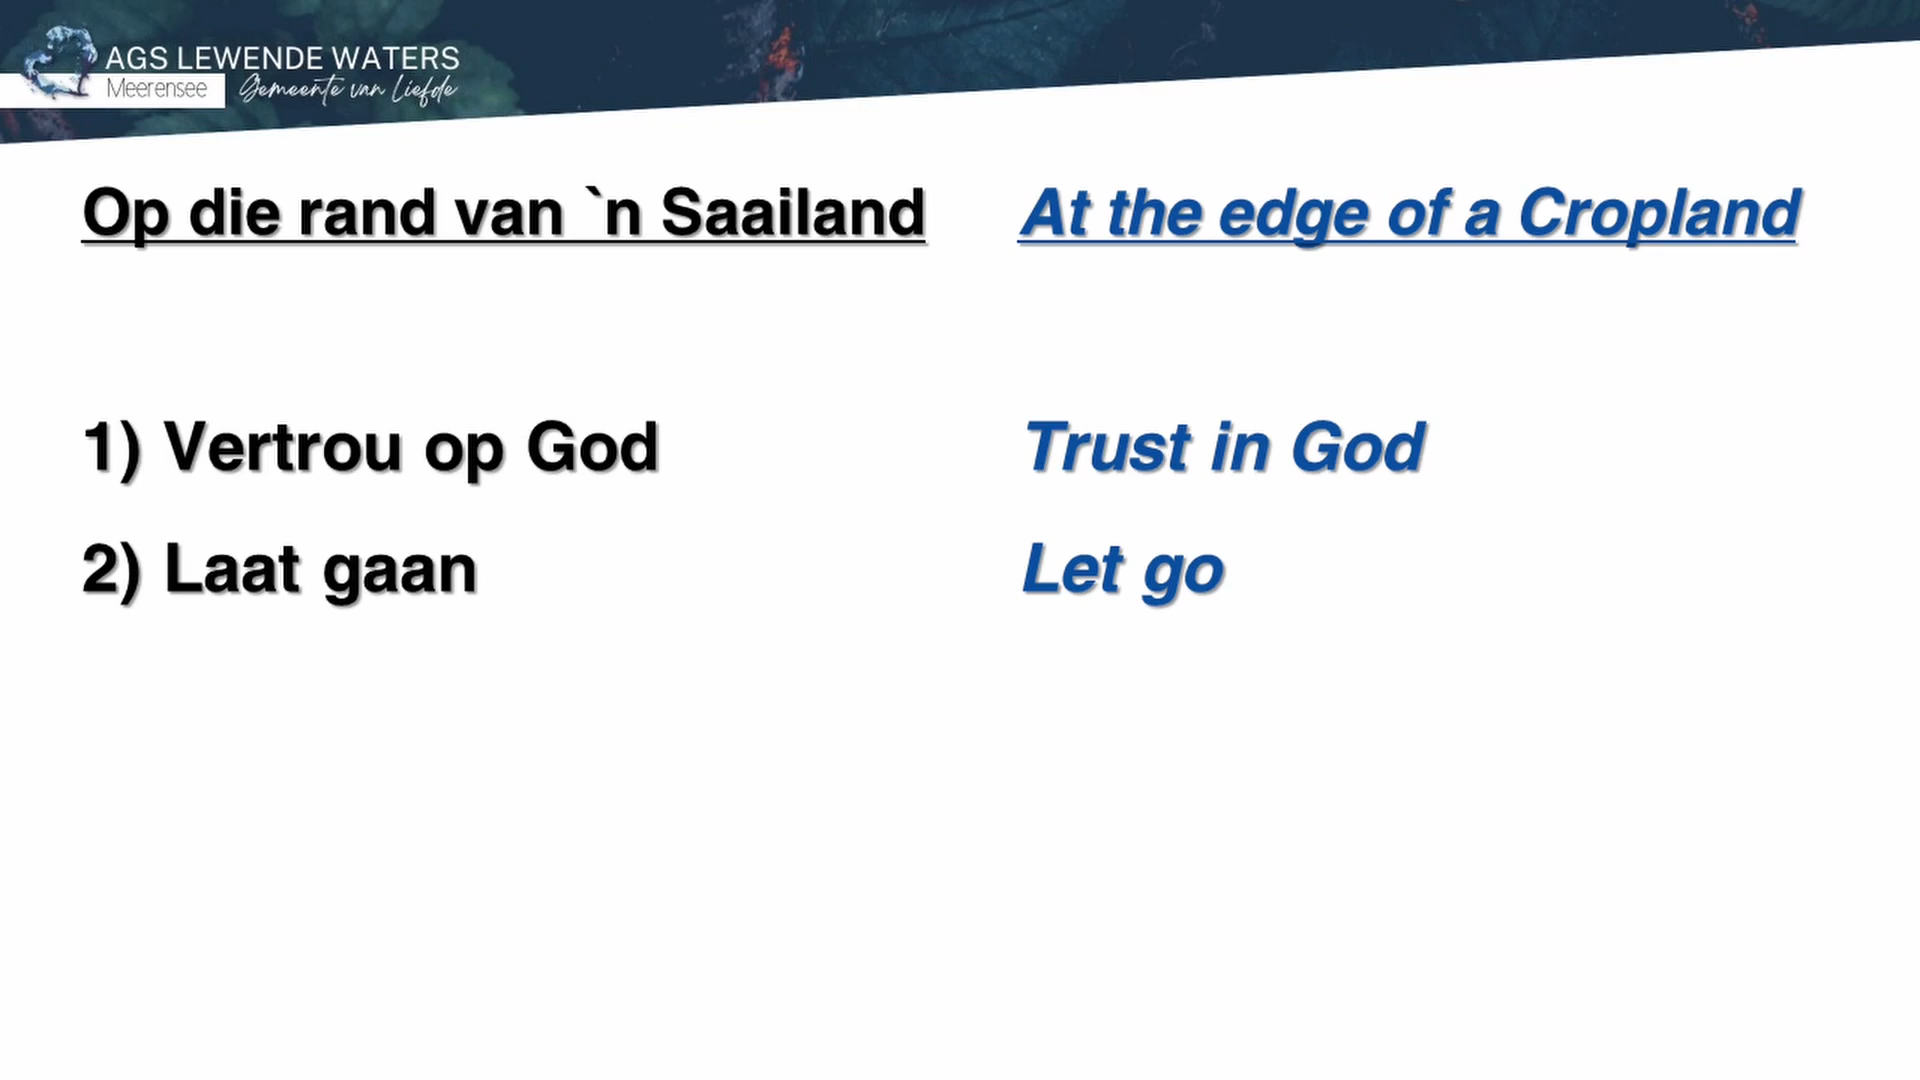 AGS LEWENDE WATERS
Meerensee Gemeente van Liefde
Op die rand van `n Saailand At the edge of a Cropland
1) Vertrou op God Trust in God
2) Laat gaan Let go